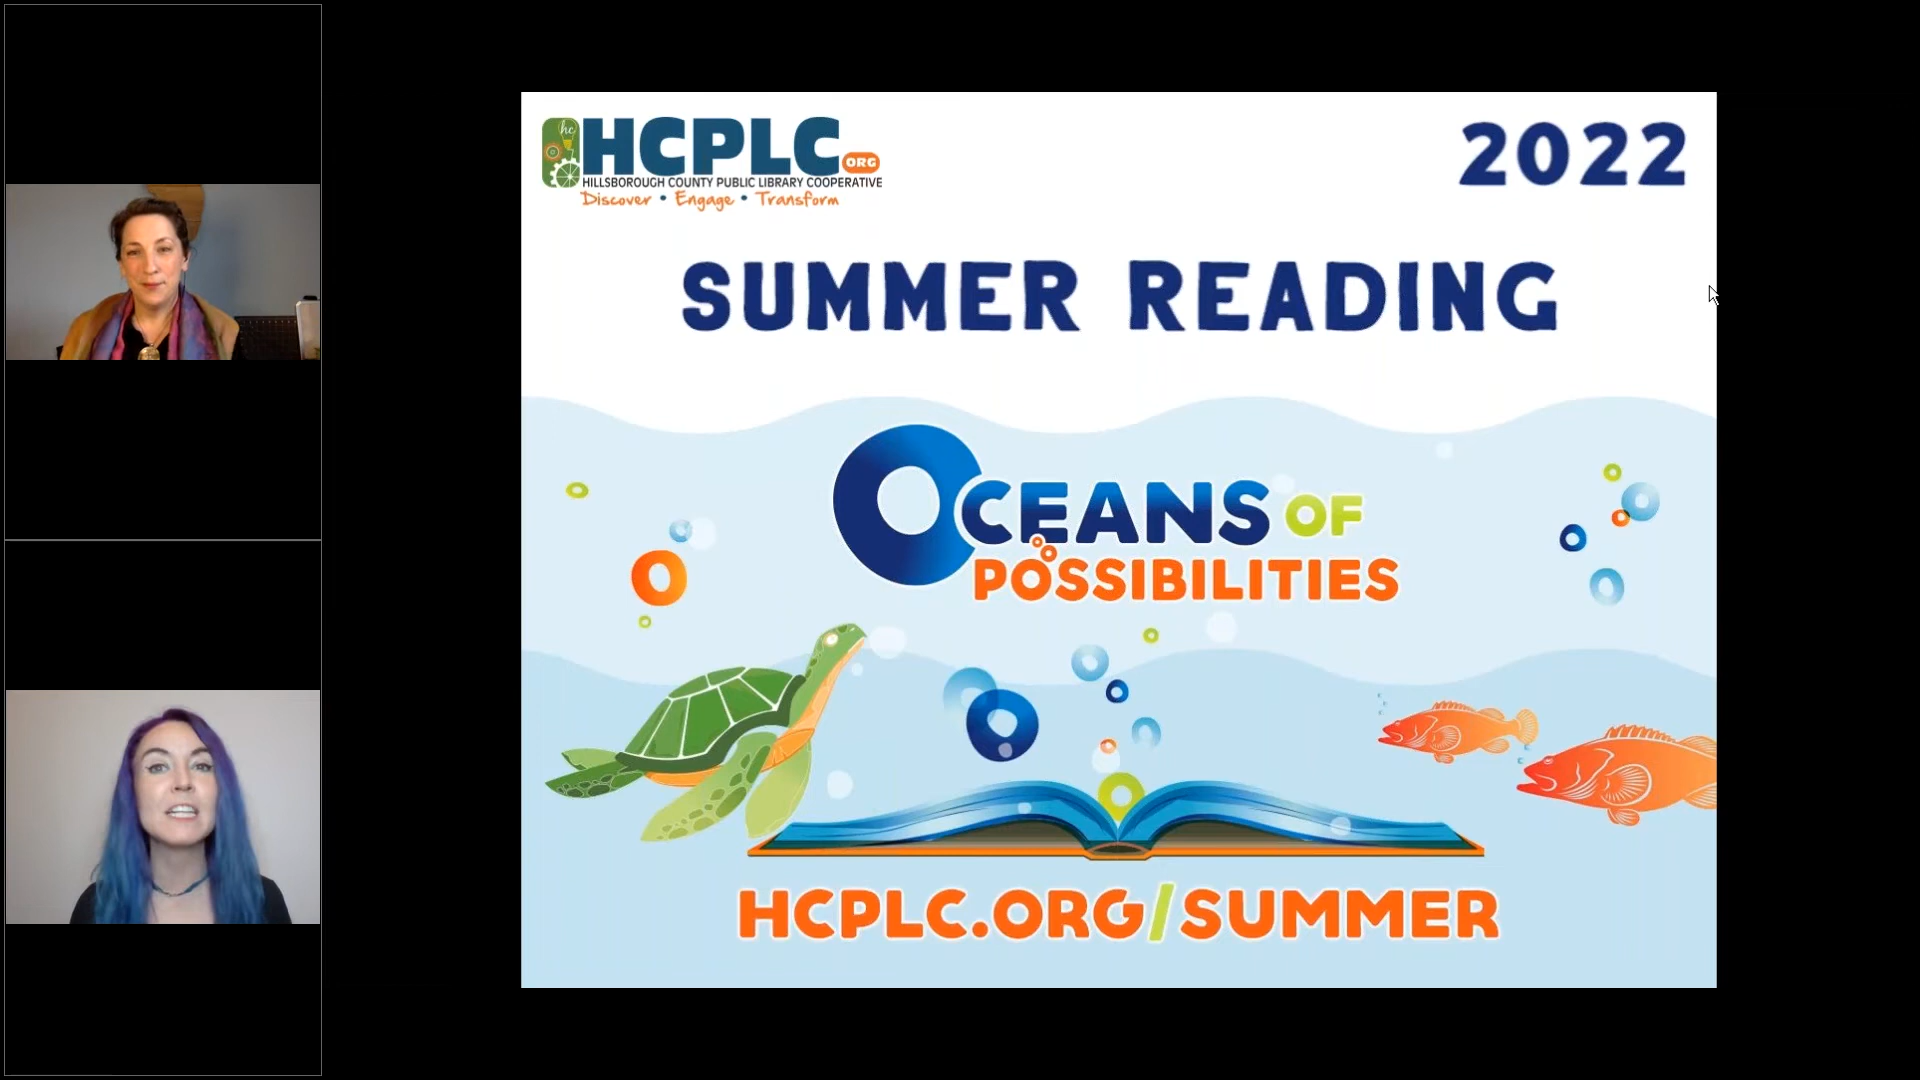 hc
HCPLC.ORG
HILLSBOROUGH COUNTY PUBLIC LIBRARY COOPERATIVE
Discover • Engage • Transform
2022
SUMMER READING
OCEANS OF
POSSIBILITIES
HCPLC.ORG/SUMMER